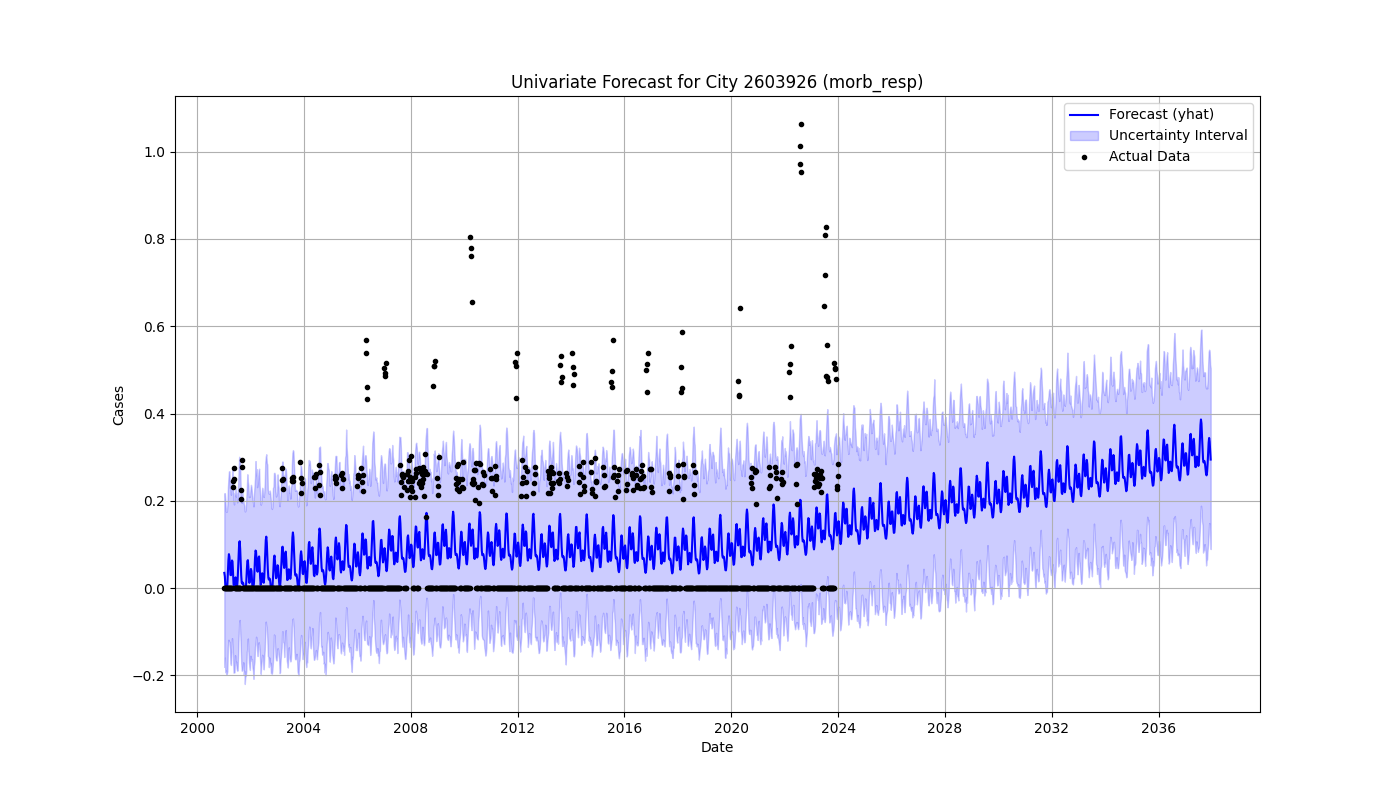 Univariate Forecast for City 2603926 (morb_resp)
Forecast (yhat)
Uncertainty Interval
Actual Data
Cases
1.0
0.8
0.6
0.4
0.2
0.0
−0.2
2000 2004 2008 2012 2016 2020 2024 2028 2032 2036
Date